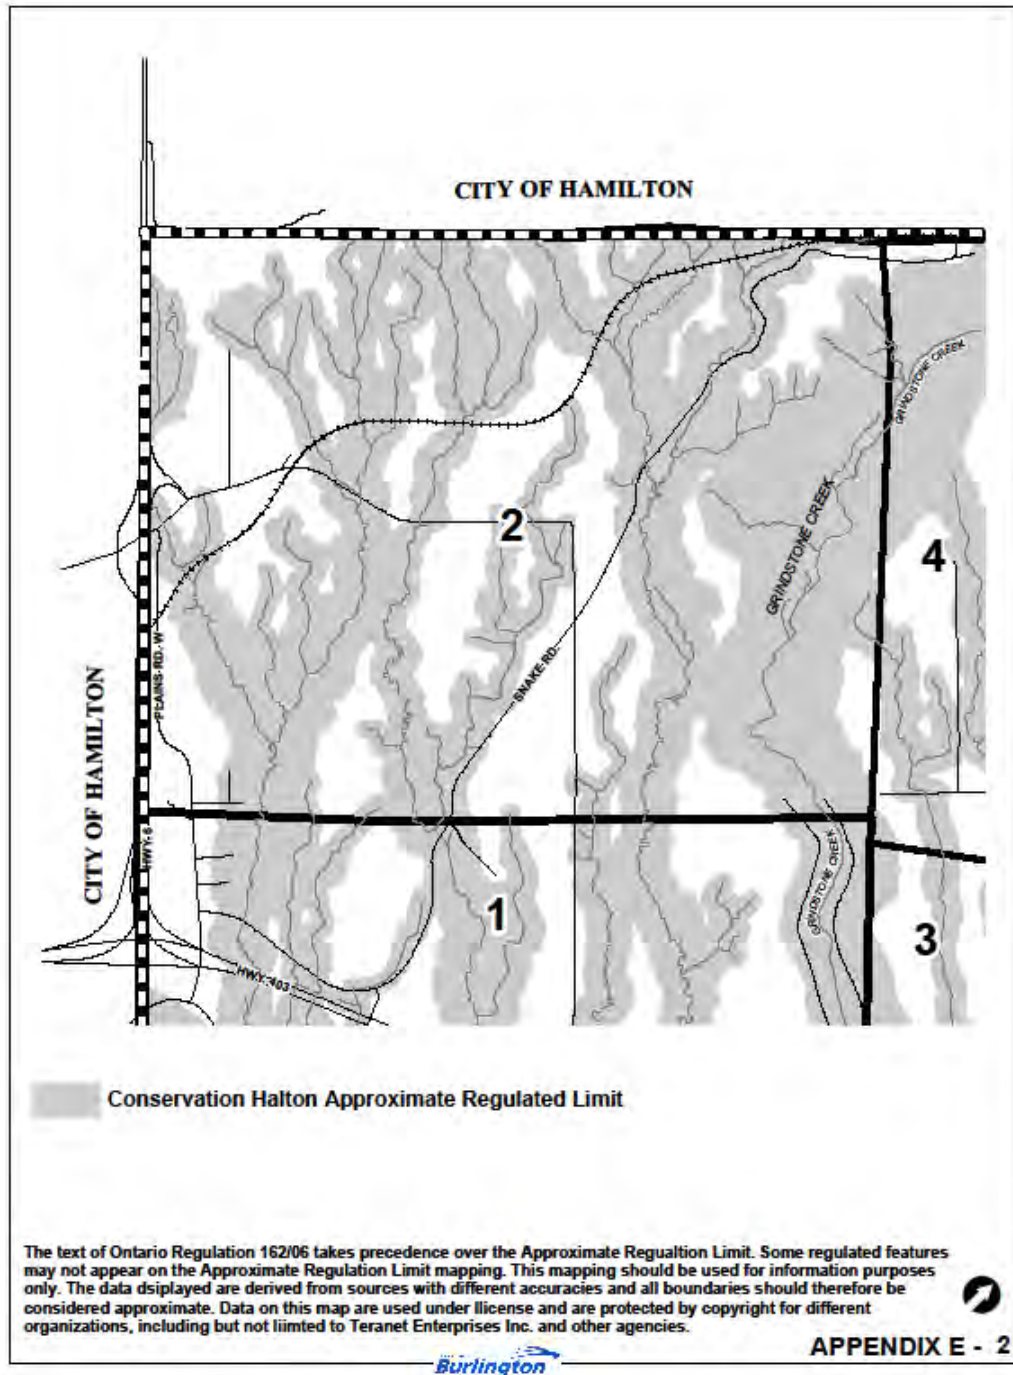 CITY OF HAMILTON
GRINDSTONE CREEK
GRINDSTONE CREEK
2
4
SNAKE RD.
PLAINS RD. W
CITY OF HAMILTON
HWY. 6
GRINDSTONE CREEK
1
3
HWY. 403
Conservation Halton Approximate Regulated Limit
The text of Ontario Regulation 162/06 takes precedence over the Approximate Regualtion Limit. Some regulated features
may not appear on the Approximate Regulation Limit mapping. This mapping should be used for information purposes
only. The data dsiplayed are derived from sources with different accuracies and all boundaries should therefore be
considered approximate. Data on this map are used under llicense and are protected by copyright for different
organizations, including but not liimted to Teranet Enterprises Inc. and other agencies.
APPENDIX E - 2
Burlington